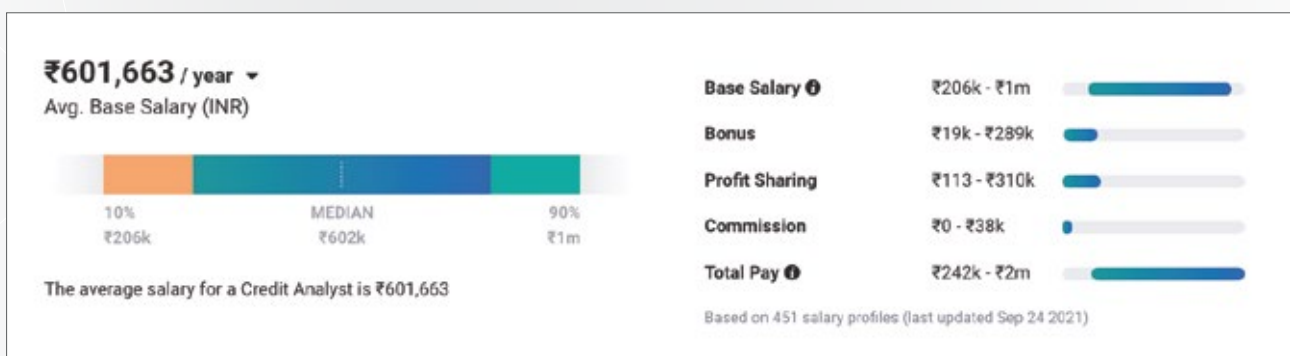 ₹601,663 / year
Avg. Base Salary (INR)
10% MEDIAN 90%
₹206k ₹602k ₹1m
The average salary for a Credit Analyst is ₹601,663
Base Salary ₹206k - ₹1m
Bonus ₹19k - ₹289k
Profit Sharing ₹113 - ₹310k
Commission ₹0 - ₹38k
Total Pay ₹242k - ₹2m
Based on 451 salary profiles (last updated Sep 24 2021)